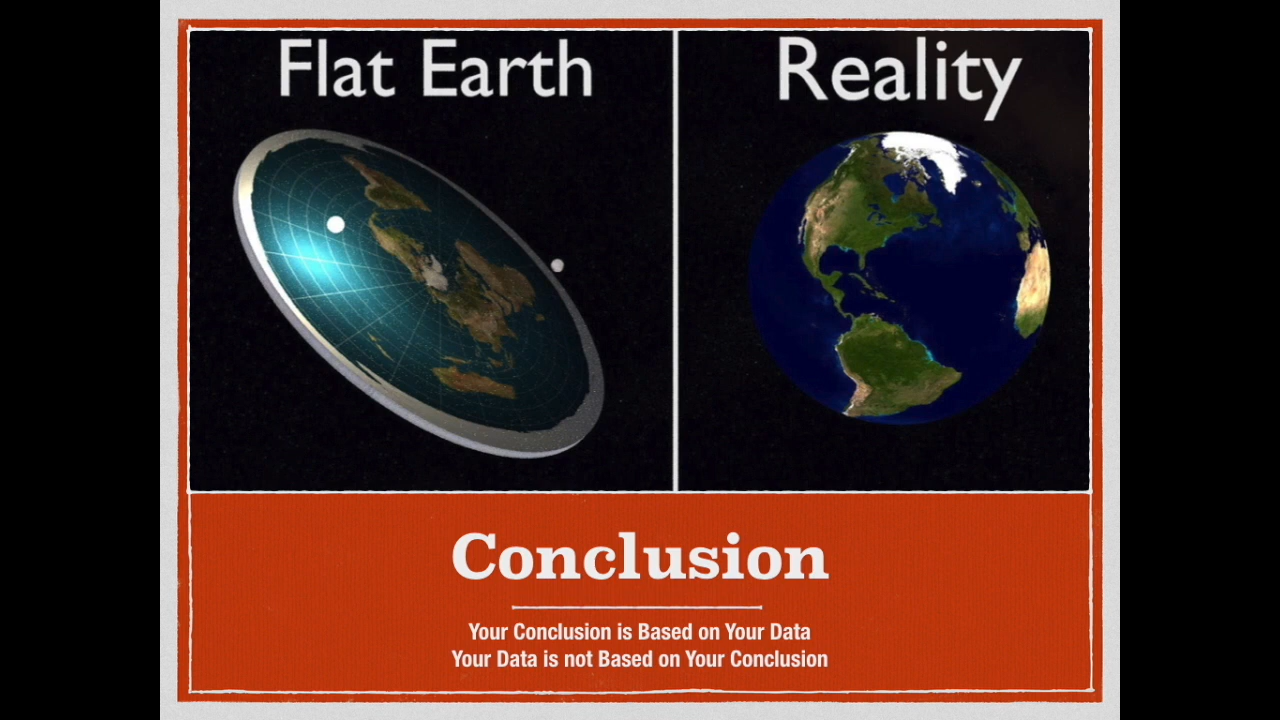 Flat Earth
Reality
Conclusion
Your Conclusion is Based on Your Data
Your Data is not Based on Your Conclusion